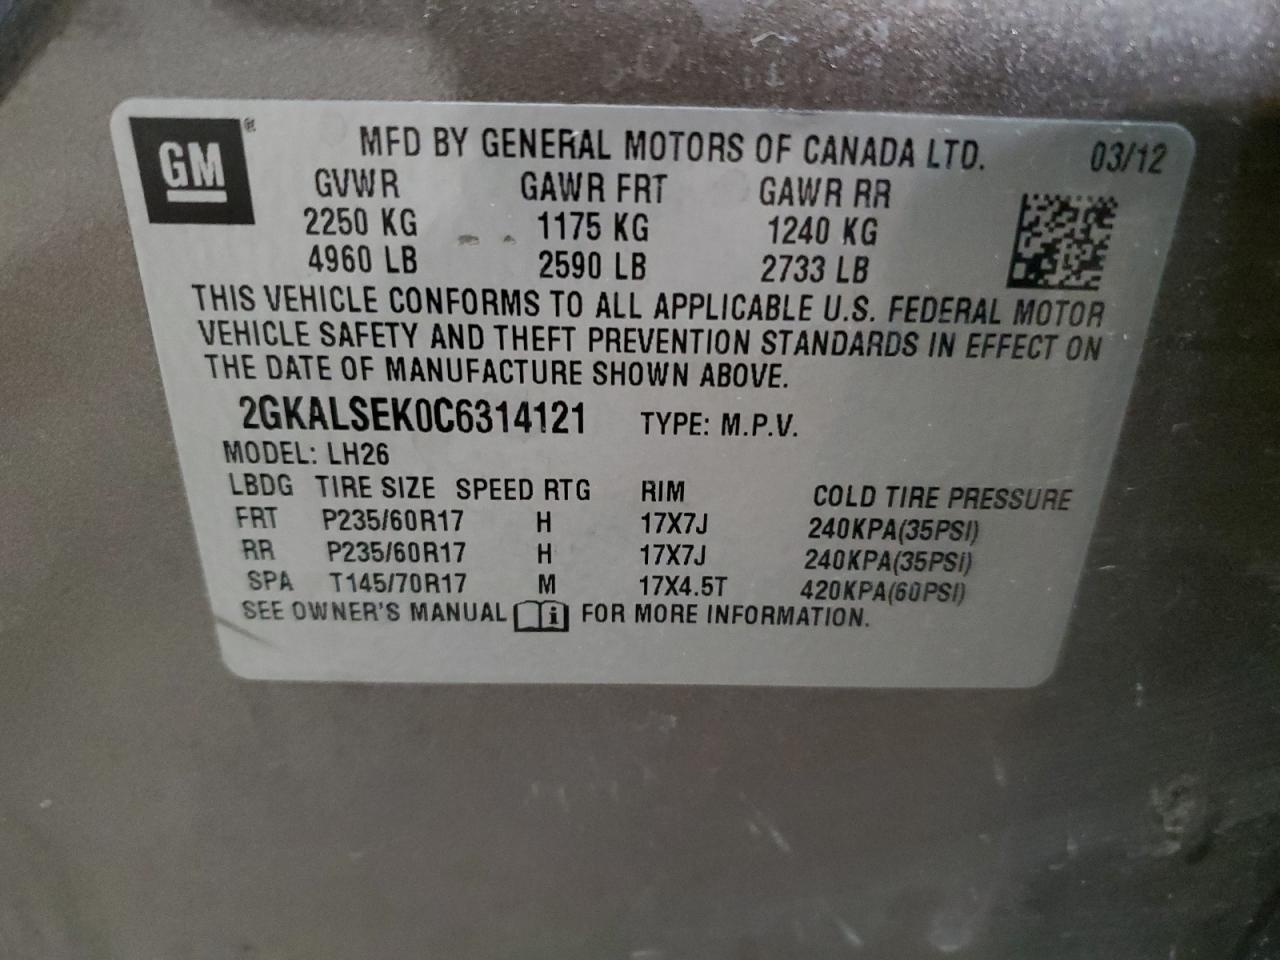 GM ®
MFD BY GENERAL MOTORS OF CANADA LTD. 03/12
GVWR GAWR FRT GAWR RR
2250 KG 1175 KG 1240 KG
4960 LB 2590 LB 2733 LB
THIS VEHICLE CONFORMS TO ALL APPLICABLE U.S. FEDERAL MOTOR
VEHICLE SAFETY AND THEFT PREVENTION STANDARDS IN EFFECT ON
THE DATE OF MANUFACTURE SHOWN ABOVE.
2GKALSEK0C6314121 TYPE: M.P.V.
MODEL: LH26
LBDG TIRE SIZE SPEED RTG RIM COLD TIRE PRESSURE
FRT P235/60R17 H 17X7J 240KPA(35PSI)
RR P235/60R17 H 17X7J 240KPA(35PSI)
SPA T145/70R17 M 17X4.5T 420KPA(60PSI)
SEE OWNER'S MANUAL i FOR MORE INFORMATION.